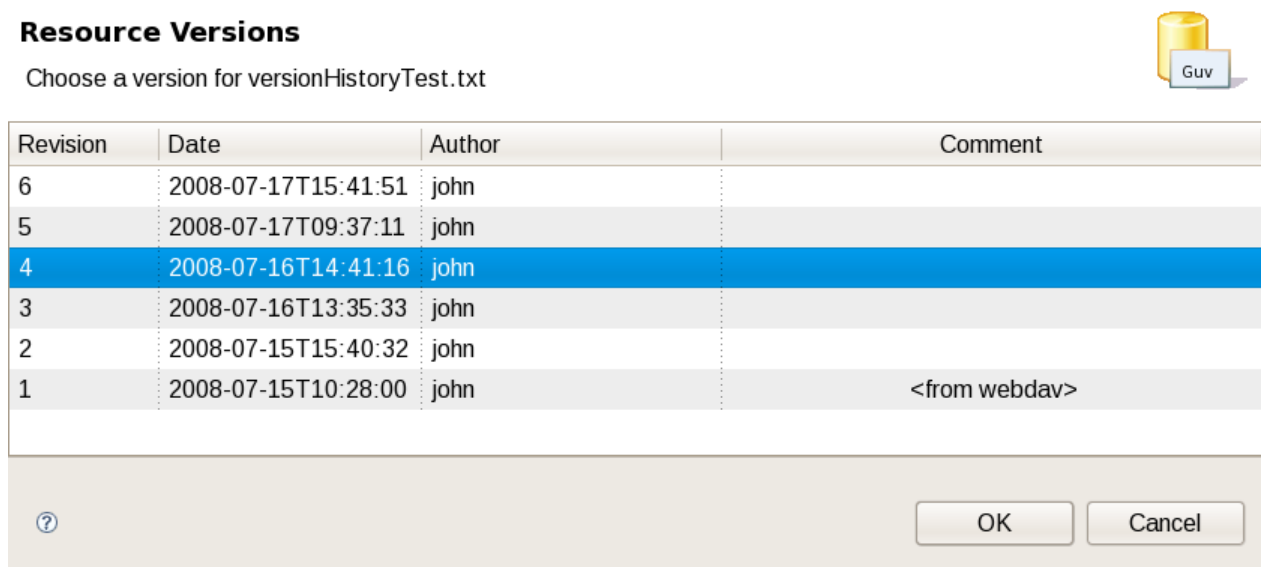 Resource Versions
Guv
Choose a version for versionHistoryTest.txt
Revision Date Author Comment
6 2008-07-17T15:41:51 john
5 2008-07-17T09:37:11 john
4 2008-07-16T14:41:16 john
3 2008-07-16T13:35:33 john
2 2008-07-15T15:40:32 john
1 2008-07-15T10:28:00 john <from webdav>
? OK Cancel